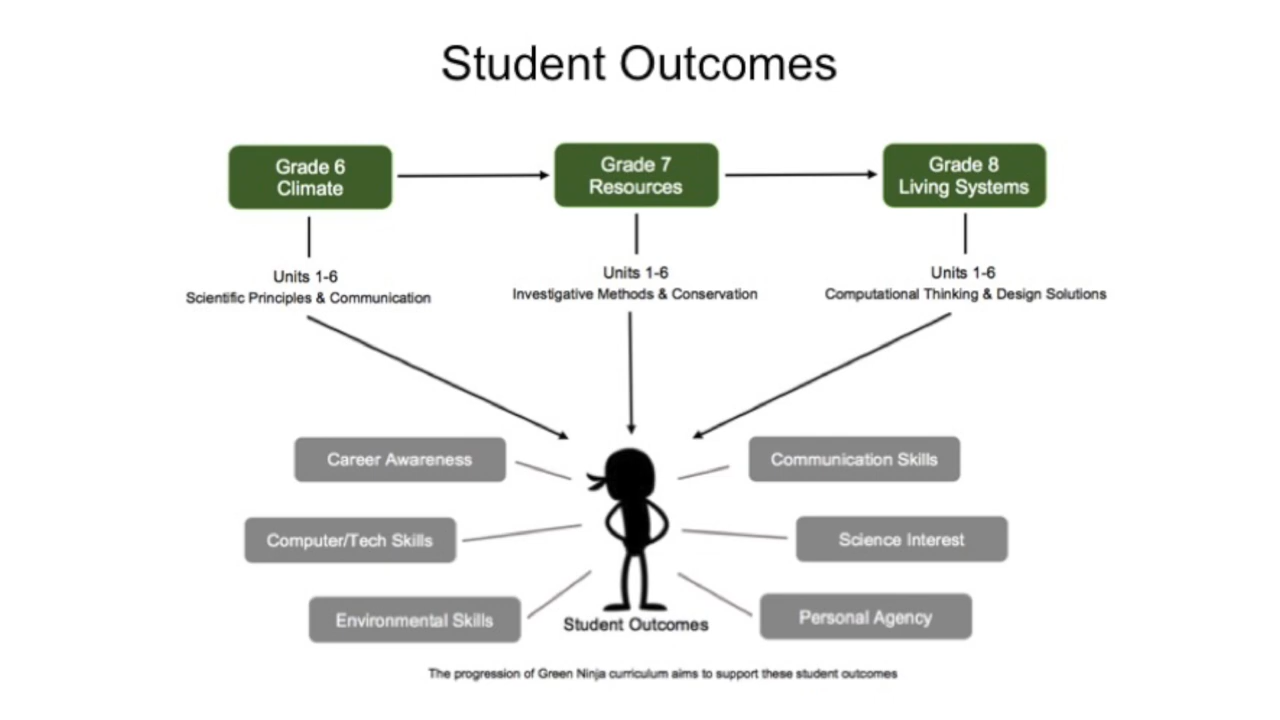 Student Outcomes
Grade 6
Climate
Grade 7
Resources
Grade 8
Living Systems
Units 1-6
Scientific Principles & Communication
Units 1-6
Investigative Methods & Conservation
Units 1-6
Computational Thinking & Design Solutions
Career Awareness
Communication Skills
Computer/Tech Skills
Science Interest
Environmental Skills
Personal Agency
Student Outcomes
The progression of Green Ninja curriculum aims to support these student outcomes